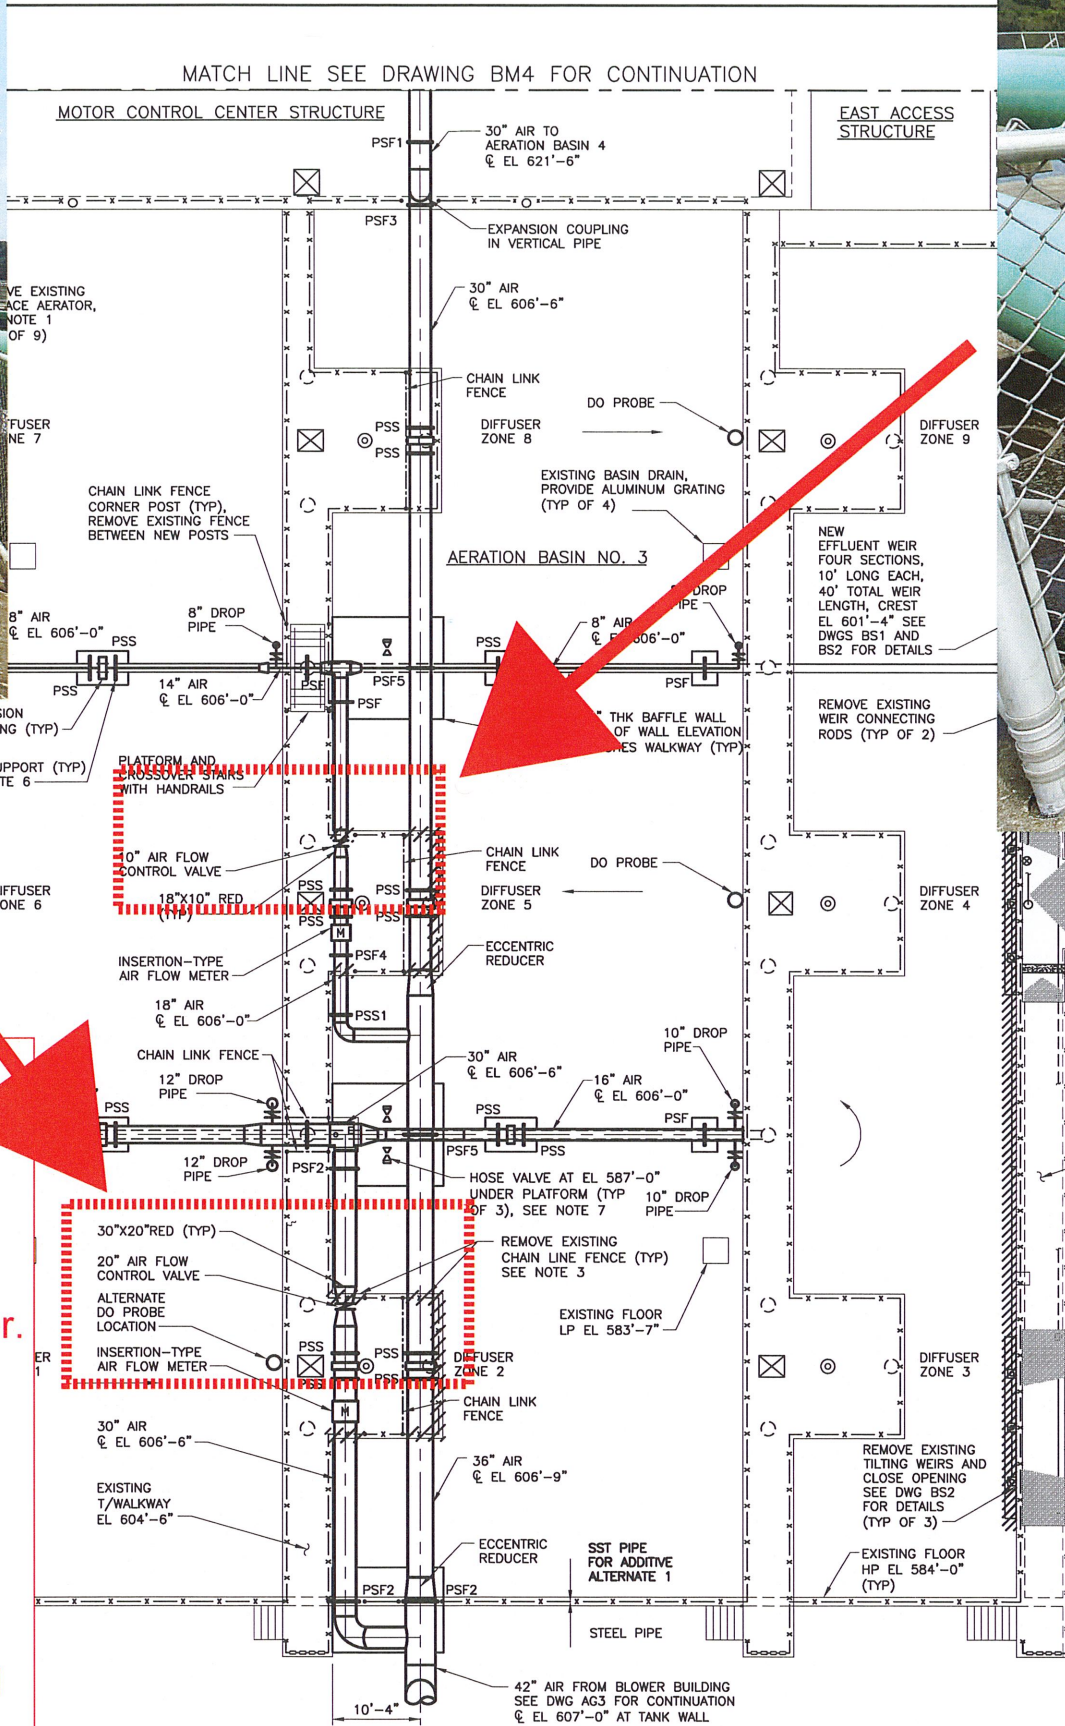 MATCH LINE SEE DRAWING BM4 FOR CONTINUATION
MOTOR CONTROL CENTER STRUCTURE
EAST ACCESS
STRUCTURE
PSF1
30" AIR TO
AERATION BASIN 4
℄ EL 621'-6"
PSF3
EXPANSION COUPLING
IN VERTICAL PIPE
VE EXISTING
ACE AERATOR,
NOTE 1
OF 9)
30" AIR
℄ EL 606'-6"
CHAIN LINK
FENCE
DO PROBE
FUSER
NE 7
PSS
PSS
DIFFUSER
ZONE 8
DIFFUSER
ZONE 9
EXISTING BASIN DRAIN,
PROVIDE ALUMINUM GRATING
(TYP OF 4)
CHAIN LINK FENCE
CORNER POST (TYP),
REMOVE EXISTING FENCE
BETWEEN NEW POSTS
NEW
EFFLUENT WEIR
FOUR SECTIONS,
10' LONG EACH,
40' TOTAL WEIR
LENGTH, CREST
EL 601'-4" SEE
DWGS BS1 AND
BS2 FOR DETAILS
AERATION BASIN NO. 3
8" AIR
℄ EL 606'-0"
PSS
8" DROP
PIPE
8" AIR
606'-0"
DROP
PIPE
PSS
PSS
14" AIR
℄ EL 606'-0"
PSF
PSF5
PSF
PSF
SION
NG (TYP)
THK BAFFLE WALL
OF WALL ELEVATION
HES WALKWAY (TYP)
REMOVE EXISTING
WEIR CONNECTING
RODS (TYP OF 2)
UPPORT (TYP)
TE 6
PLATFORM AND
CROSSOVER STAIRS
WITH HANDRAILS
10" AIR FLOW
CONTROL VALVE
18"X10" RED
(TYP)
CHAIN LINK
FENCE
DO PROBE
IFFUSER
ONE 6
PSS
PSS
PSS
PSS
DIFFUSER
ZONE 5
DIFFUSER
ZONE 4
M
INSERTION-TYPE
AIR FLOW METER
PSF4
ECCENTRIC
REDUCER
18" AIR
℄ EL 606'-0"
PSS1
CHAIN LINK FENCE
30" AIR
℄ EL 606'-6"
10" DROP
PIPE
12" DROP
PIPE
16" AIR
℄ EL 606'-0"
PSS
PSS
PSF
PSF5
PSS
12" DROP
PIPE
PSF2
HOSE VALVE AT EL 587'-0"
UNDER PLATFORM (TYP
OF 3), SEE NOTE 7
10" DROP
PIPE
30"X20"RED (TYP)
20" AIR FLOW
CONTROL VALVE
REMOVE EXISTING
CHAIN LINE FENCE (TYP)
SEE NOTE 3
ALTERNATE
DO PROBE
LOCATION
EXISTING FLOOR
LP EL 583'-7"
r.
ER
1
INSERTION-TYPE
AIR FLOW METER
PSS
PSS
PSS
PSS
DIFFUSER
ZONE 2
DIFFUSER
ZONE 3
M
CHAIN LINK
FENCE
30" AIR
℄ EL 606'-6"
36" AIR
℄ EL 606'-9"
REMOVE EXISTING
TILTING WEIRS AND
CLOSE OPENING
SEE DWG BS2
FOR DETAILS
(TYP OF 3)
EXISTING
T/WALKWAY
EL 604'-6"
ECCENTRIC
REDUCER
SST PIPE
FOR ADDITIVE
ALTERNATE 1
EXISTING FLOOR
HP EL 584'-0"
(TYP)
PSF2
PSF2
STEEL PIPE
10'-4"
42" AIR FROM BLOWER BUILDING
SEE DWG AG3 FOR CONTINUATION
℄ EL 607'-0" AT TANK WALL